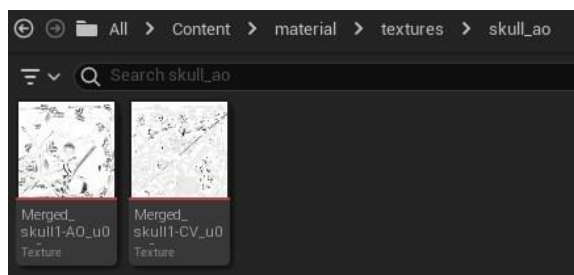 All > Content > material > textures > skull_ao
Search skull_ao
Merged_
skull1-AO_u0
Texture
Merged_
skull1-CV_u0
Texture